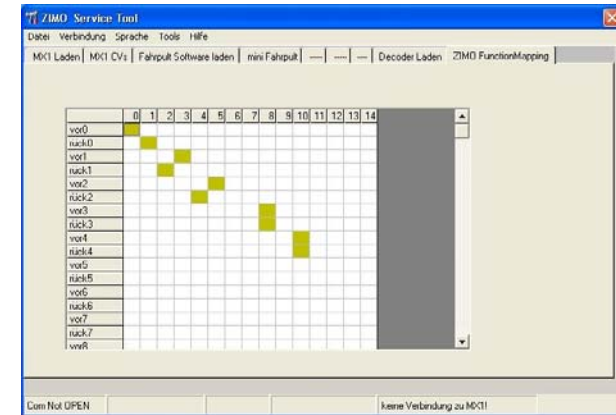 ZIMO Service Tool
Datei Verbindung Sprache Tools Hilfe
MX1 Laden MX1 CVs Fahrpult Software laden mini Fahrpult ---- ---- --- Decoder Laden ZIMO FunctionMapping
0 1 2 3 4 5 6 7 8 9 10 11 12 13 14
vor0
rück0
vor1
rück1
vor2
rück2
vor3
rück3
vor4
rück4
vor5
rück5
vor6
rück6
vor7
rück7
vor8
Com Not OPEN keine Verbindung zu MX1!